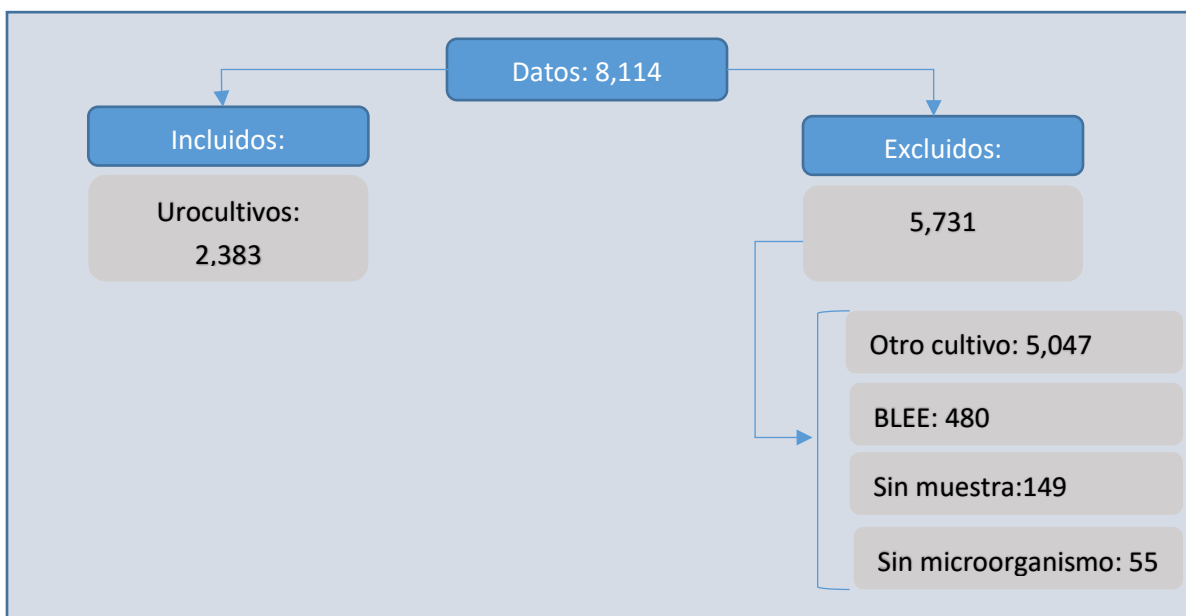 Datos: 8,114
Incluidos:
Urocultivos:
2,383
Excluidos:
5,731
Otro cultivo: 5,047
BLEE: 480
Sin muestra:149
Sin microorganismo: 55